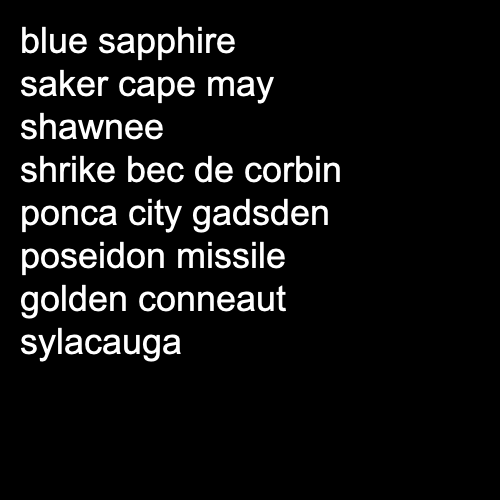 blue sapphire
saker cape may
shawnee
shrike bec de corbin
ponca city gadsden
poseidon missile
golden conneaut
sylacauga